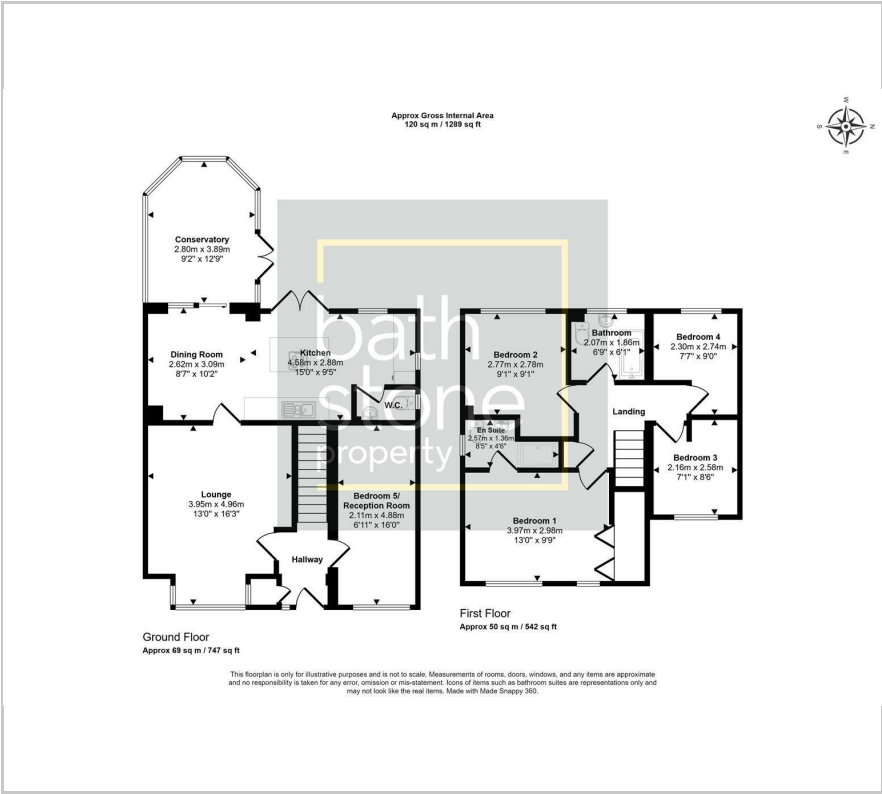 Approx Gross Internal Area
120 sq m / 1289 sq ft
W
S
N
E
Conservatory
2.80m x 3.89m
9'2" x 12'9"
Dining Room
2.62m x 3.09m
8'7" x 10'2"
Kitchen
4.58m x 2.88m
15'0" x 9'5"
W.C.
Lounge
3.95m x 4.96m
13'0" x 16'3"
Bedroom 5/
Reception Room
2.11m x 4.88m
6'11" x 16'0"
Hallway
Ground Floor
Approx 69 sq m / 747 sq ft
Bedroom 2
2.77m x 2.78m
9'1" x 9'1"
Bathroom
2.07m x 1.86m
6'9" x 6'1"
Bedroom 4
2.30m x 2.74m
7'7" x 9'0"
Landing
En Suite
2.57m x 1.36m
8'5" x 4'6"
Bedroom 3
2.16m x 2.58m
7'1" x 8'6"
Bedroom 1
3.97m x 2.98m
13'0" x 9'9"
First Floor
Approx 50 sq m / 542 sq ft
bath
stone
property
This floorplan is only for illustrative purposes and is not to scale. Measurements of rooms, doors, windows, and any items are approximate
and no responsibility is taken for any error, omission or mis-statement. Icons of items such as bathroom suites are representations only and
may not look like the real items. Made with Made Snappy 360.